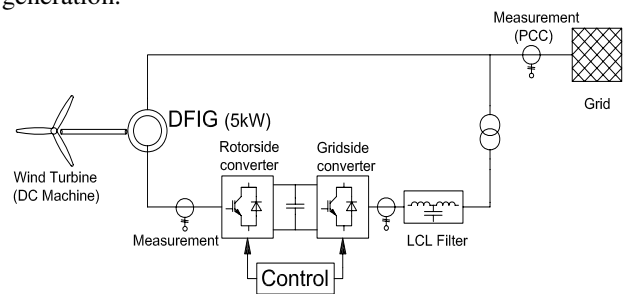 generation.
Measurement
(PCC)
Grid
DFIG (5kW)
Wind Turbine
(DC Machine)
Rotorside
converter
Gridside
converter
Measurement
LCL Filter
Control